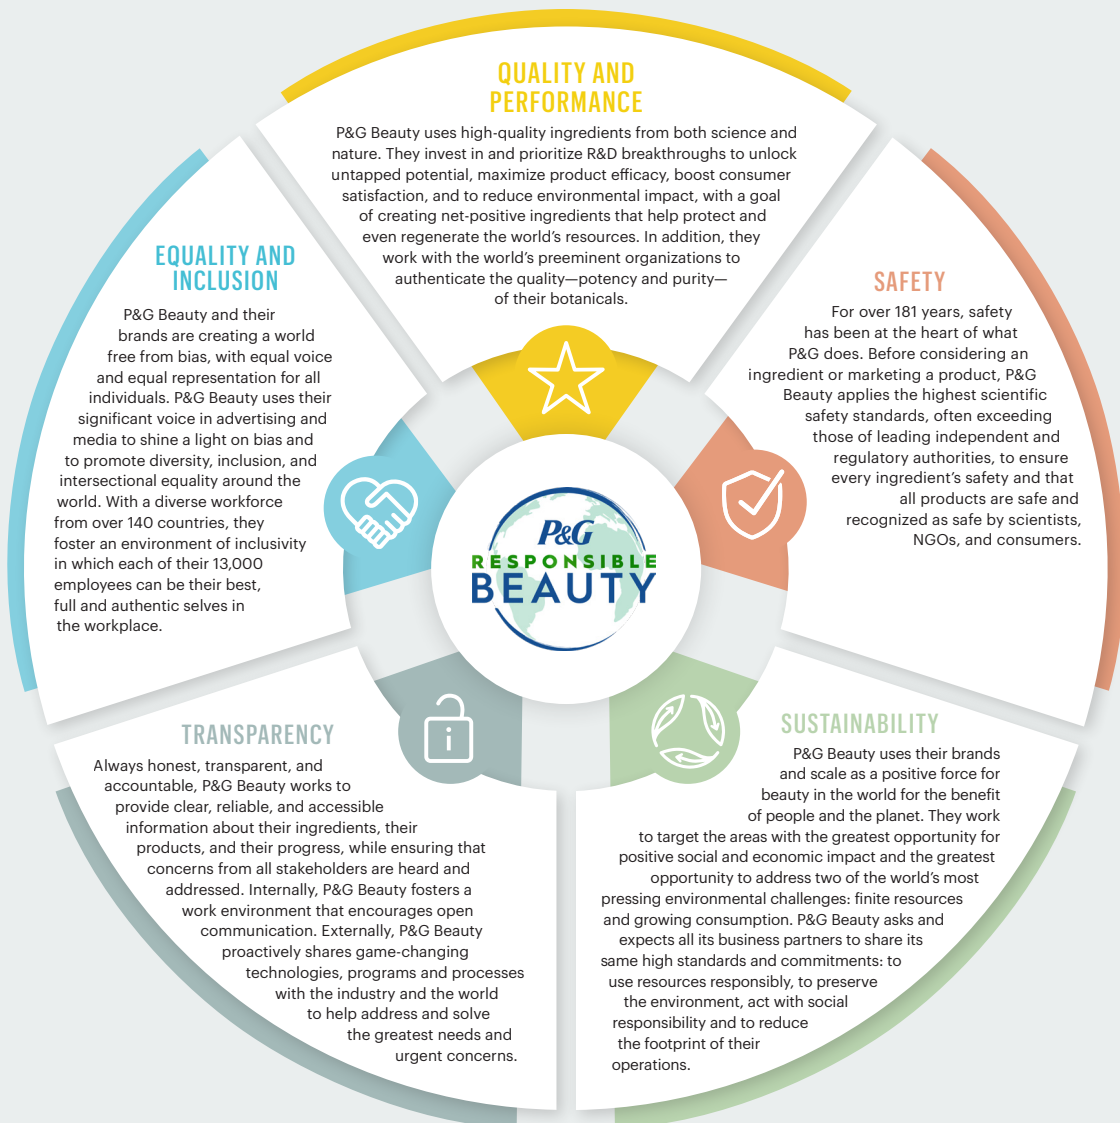 QUALITY AND
PERFORMANCE
P&G Beauty uses high-quality ingredients from both science and
nature. They invest in and prioritize R&D breakthroughs to unlock
untapped potential, maximize product efficacy, boost consumer
satisfaction, and to reduce environmental impact, with a goal
of creating net-positive ingredients that help protect and
even regenerate the world’s resources. In addition, they
work with the world’s preeminent organizations to
authenticate the quality—potency and purity—
of their botanicals.
EQUALITY AND
INCLUSION
P&G Beauty and their
brands are creating a world
free from bias, with equal voice
and equal representation for all
individuals. P&G Beauty uses their
significant voice in advertising and
media to shine a light on bias and
to promote diversity, inclusion, and
intersectional equality around the
world. With a diverse workforce
from over 140 countries, they
foster an environment of inclusivity
in which each of their 13,000
employees can be their best,
full and authentic selves in
the workplace.
SAFETY
For over 181 years, safety
has been at the heart of what
P&G does. Before considering an
ingredient or marketing a product, P&G
Beauty applies the highest scientific
safety standards, often exceeding
those of leading independent and
regulatory authorities, to ensure
every ingredient’s safety and that
all products are safe and
recognized as safe by scientists,
NGOs, and consumers.
P&G
RESPONSIBLE
BEAUTY
TRANSPARENCY
Always honest, transparent, and
accountable, P&G Beauty works to
provide clear, reliable, and accessible
information about their ingredients, their
products, and their progress, while ensuring that
concerns from all stakeholders are heard and
addressed. Internally, P&G Beauty fosters a
work environment that encourages open
communication. Externally, P&G Beauty
proactively shares game-changing
technologies, programs and processes
with the industry and the world
to help address and solve
the greatest needs and
urgent concerns.
i
SUSTAINABILITY
P&G Beauty uses their brands
and scale as a positive force for
beauty in the world for the benefit
of people and the planet. They work
to target the areas with the greatest opportunity for
positive social and economic impact and the greatest
opportunity to address two of the world’s most
pressing environmental challenges: finite resources
and growing consumption. P&G Beauty asks and
expects all its business partners to share its
same high standards and commitments: to
use resources responsibly, to preserve
the environment, act with social
responsibility and to reduce
the footprint of their
operations.